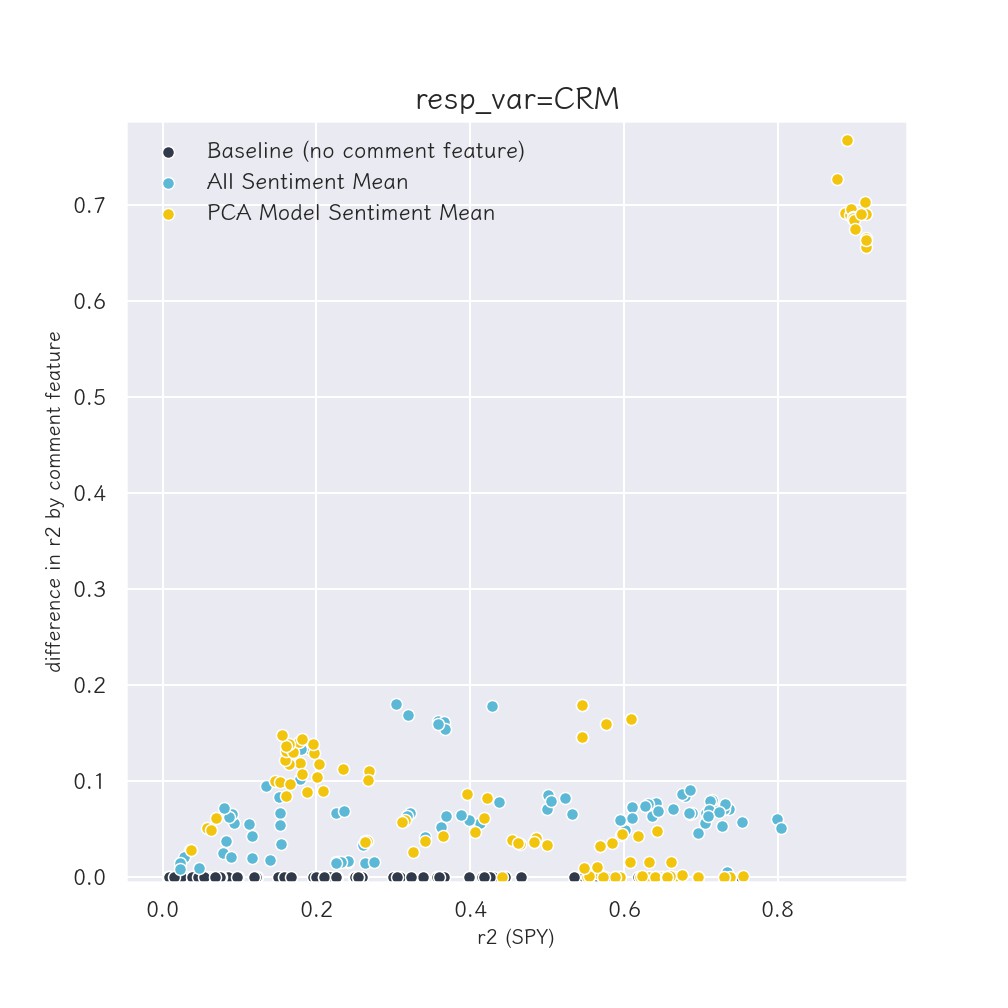 resp_var=CRM
Baseline (no comment feature)
All Sentiment Mean
PCA Model Sentiment Mean
difference in r2 by comment feature
0.7
0.6
0.5
0.4
0.3
0.2
0.1
0.0
0.0 0.2 0.4 0.6 0.8
r2 (SPY)